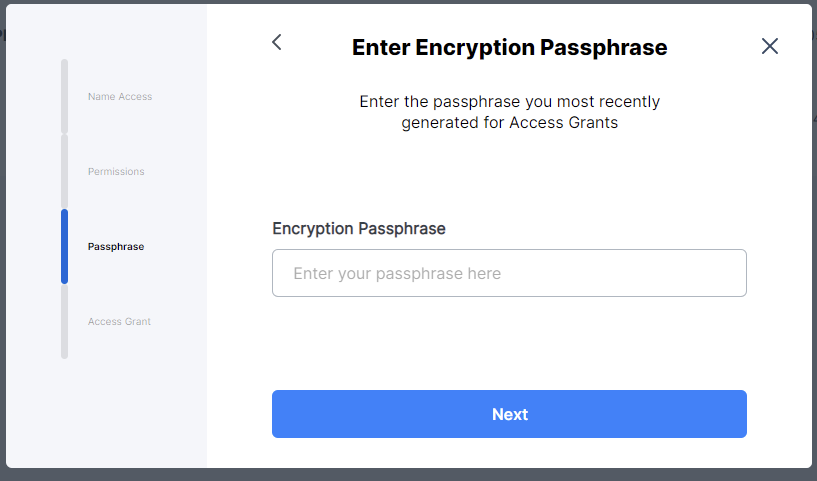 Enter Encryption Passphrase
Enter the passphrase you most recently
generated for Access Grants
Name Access
Permissions
Passphrase
Access Grant
Encryption Passphrase
Enter your passphrase here
Next